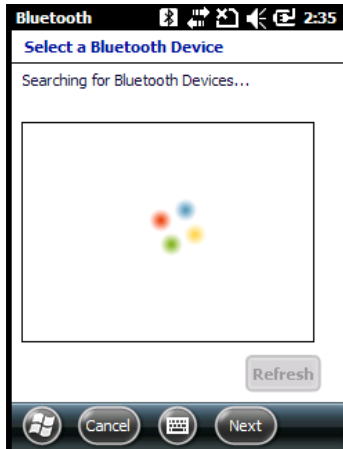 Bluetooth 2:35
Select a Bluetooth Device
Searching for Bluetooth Devices...
Refresh
Cancel Next